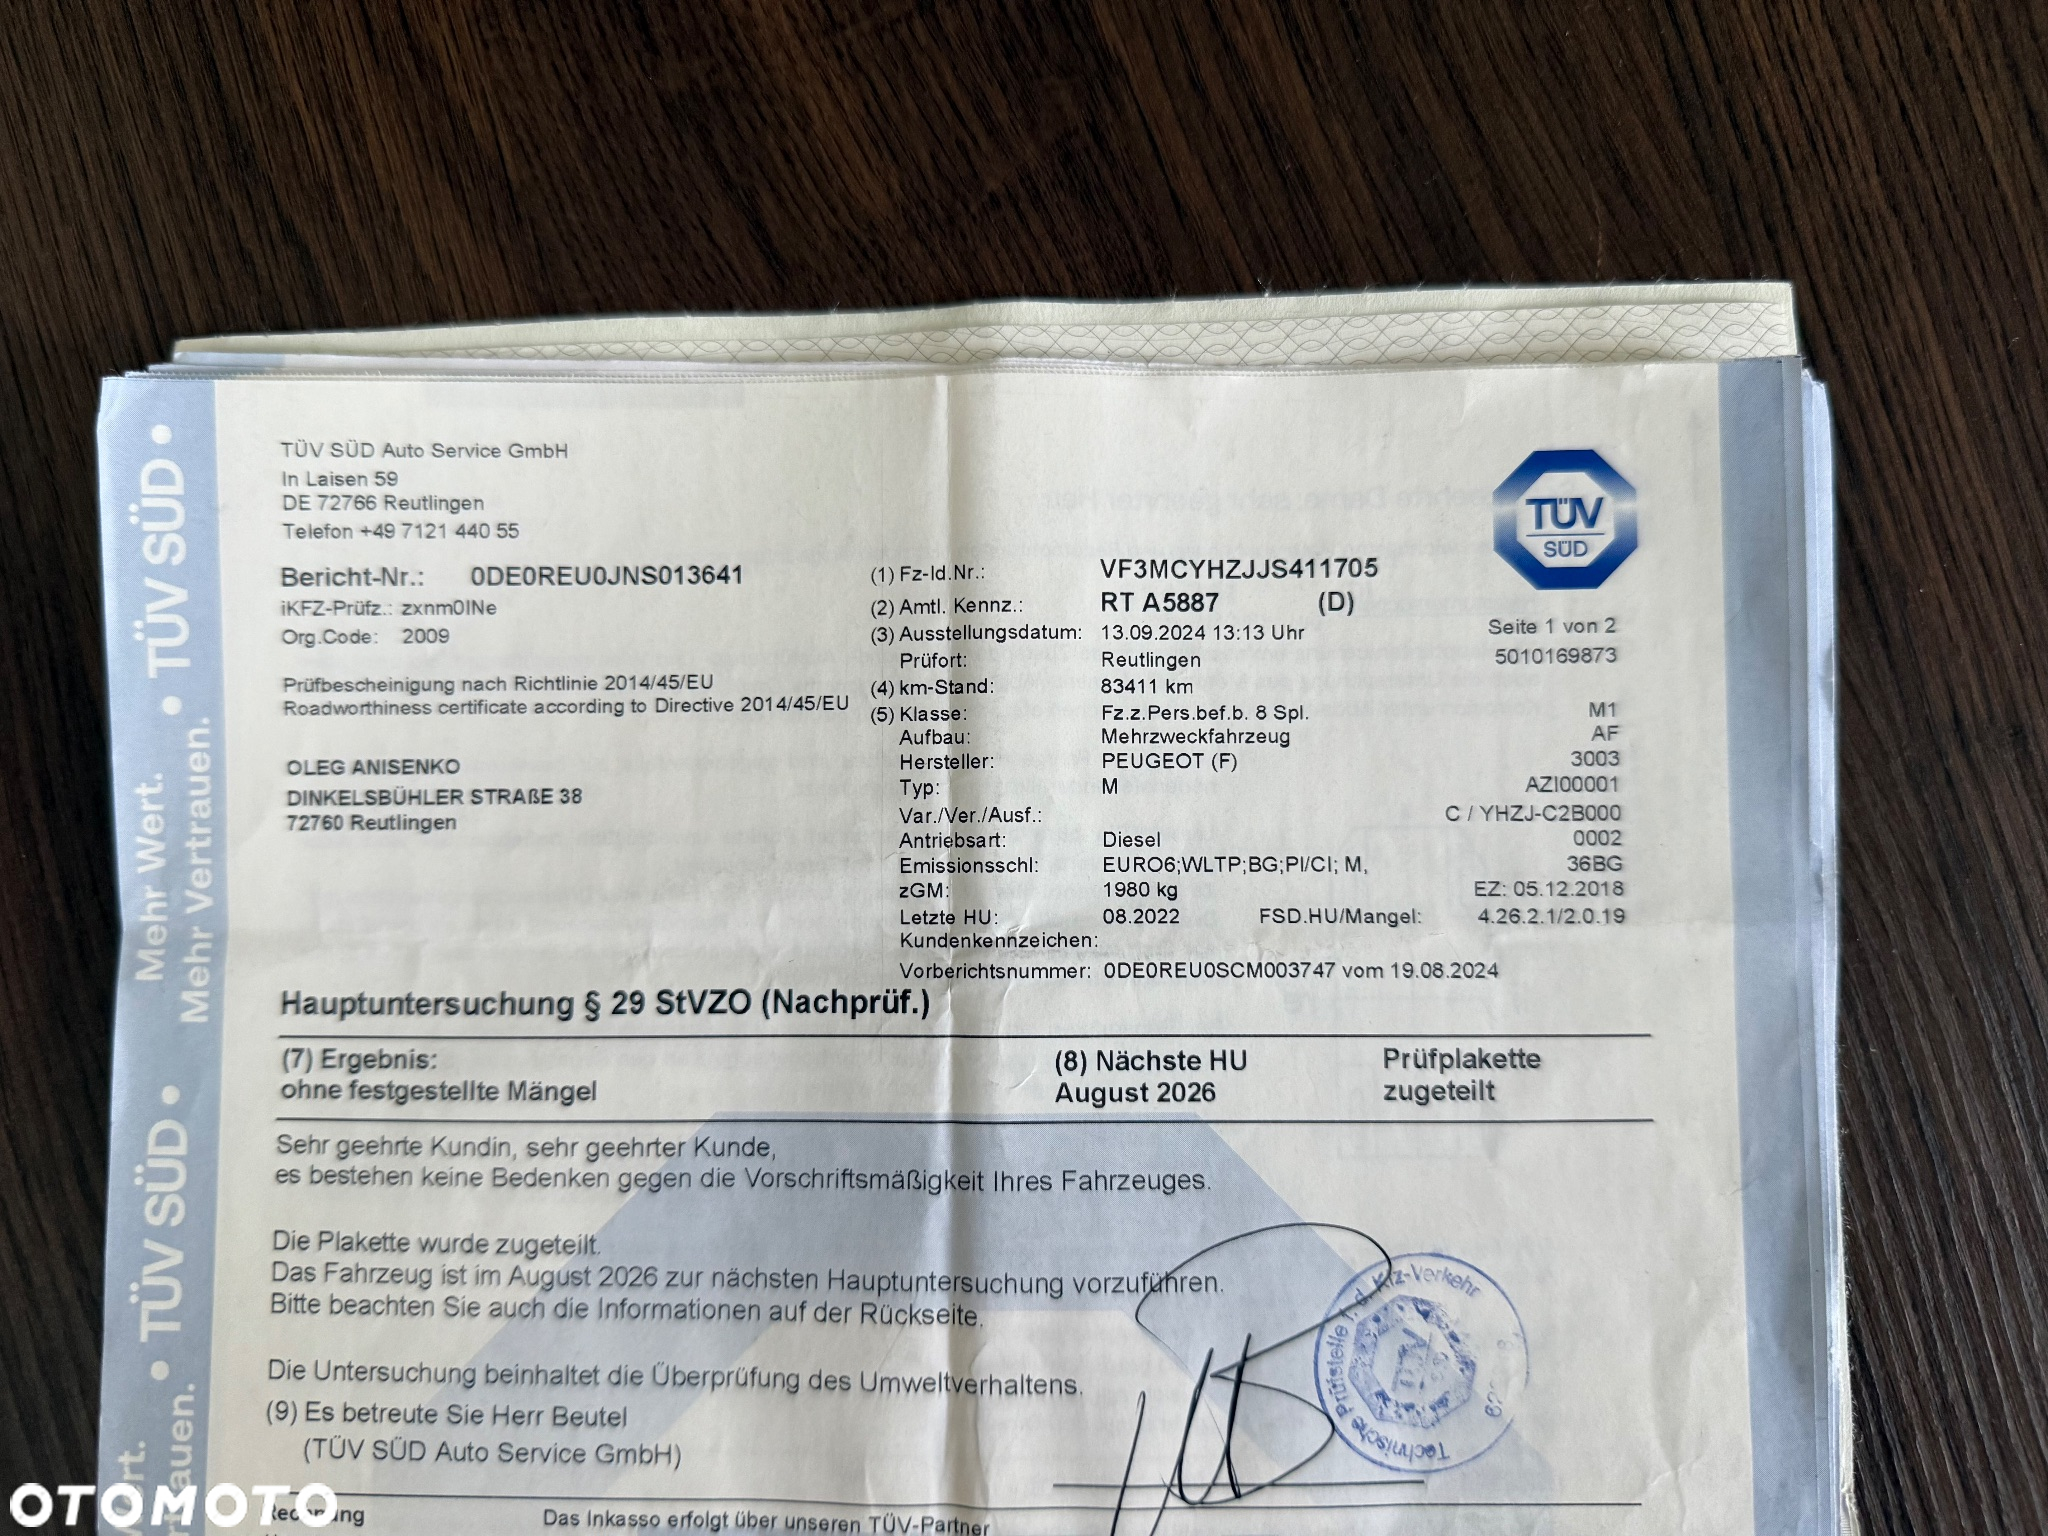 TÜV SÜD Auto Service GmbH
In Laisen 59
DE 72766 Reutlingen
Telefon +49 7121 440 55
Bericht-Nr.: 0DE0REU0JNS013641
iKFZ-Prüfz.: zxnm0INe
Org.Code: 2009
Prüfbescheinigung nach Richtlinie 2014/45/EU
Roadworthiness certificate according to Directive 2014/45/EU
OLEG ANISENKO
DINKELSBÜHLER STRAßE 38
72760 Reutlingen
TÜV
SÜD
(1) Fz-Id.Nr.: VF3MCYHZJJS411705
(2) Amtl. Kennz.: RT A5887 (D)
(3) Ausstellungsdatum: 13.09.2024 13:13 Uhr Seite 1 von 2
Prüfort: Reutlingen 5010169873
(4) km-Stand: 83411 km
(5) Klasse: Fz.z.Pers.bef.b. 8 Spl. M1
Aufbau: Mehrzweckfahrzeug AF
Hersteller: PEUGEOT (F) 3003
Typ: M AZI00001
Var./Ver./Ausf.: C / YHZJ-C2B000
Antriebsart: Diesel 0002
Emissionsschl: EURO6;WLTP;BG;PI/CI; M, 36BG
zGM: 1980 kg EZ: 05.12.2018
Letzte HU: 08.2022 FSD.HU/Mangel: 4.26.2.1/2.0.19
Kundenkennzeichen:
Vorberichtsnummer: 0DE0REU0SCM003747 vom 19.08.2024
Hauptuntersuchung § 29 StVZO (Nachprüf.)
(7) Ergebnis: (8) Nächste HU Prüfplakette
ohne festgestellte Mängel August 2026 zugeteilt
Sehr geehrte Kundin, sehr geehrter Kunde,
es bestehen keine Bedenken gegen die Vorschriftsmäßigkeit Ihres Fahrzeuges.
Die Plakette wurde zugeteilt.
Das Fahrzeug ist im August 2026 zur nächsten Hauptuntersuchung vorzuführen.
Bitte beachten Sie auch die Informationen auf der Rückseite.
Die Untersuchung beinhaltet die Überprüfung des Umweltverhaltens.
(9) Es betreute Sie Herr Beutel
(TÜV SÜD Auto Service GmbH)
Technische Prüfstelle f. d. Kfz-Verkehr
Das Inkasso erfolgt über unseren TÜV-Partner
• TÜV SÜD •
Mehr Wert.
Mehr Vertrauen.
• TÜV SÜD •
OTOMOTO